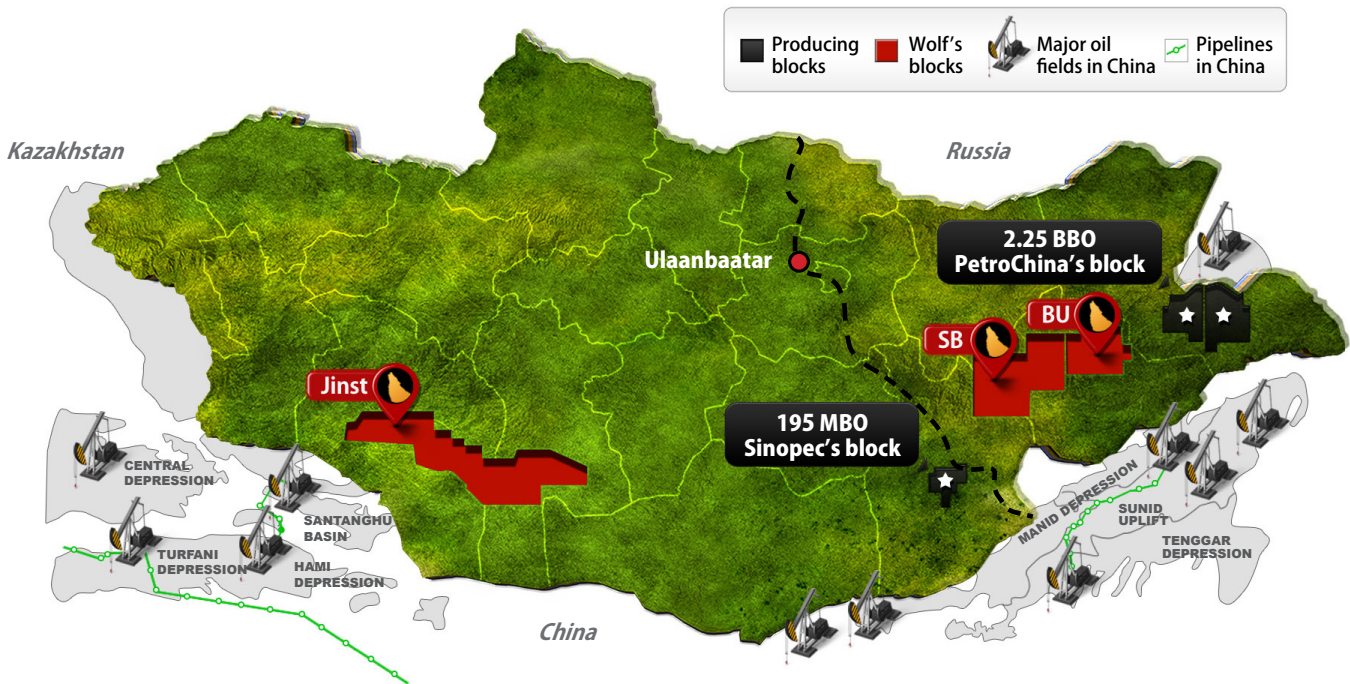 Producing
blocks
Wolf's
blocks
Major oil
fields in China
Pipelines
in China
Kazakhstan
Russia
2.25 BBO
PetroChina's block
Ulaanbaatar
BU
SB
Jinst
195 MBO
Sinopec's block
CENTRAL
DEPRESSION
SANTANGHU
BASIN
TURFANI
DEPRESSION
HAMI
DEPRESSION
MANID DEPRESSION
SUNID
UPLIFT
TENGGAR
DEPRESSION
China